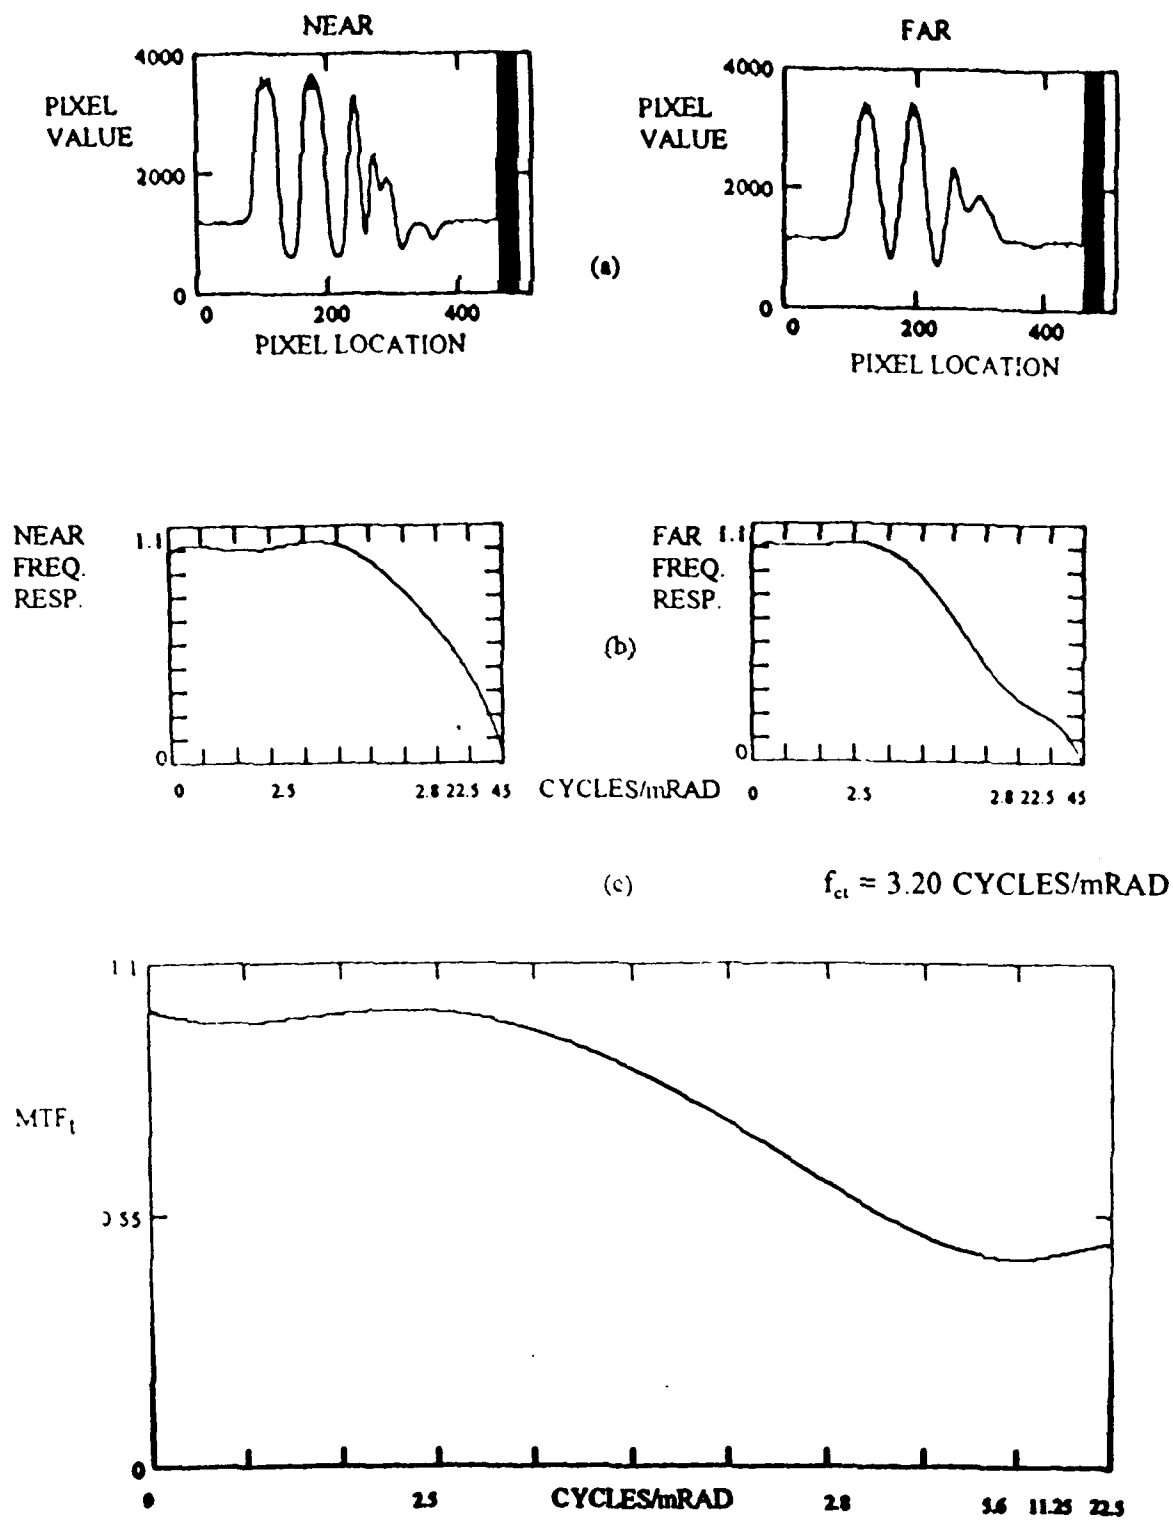 NEAR
FAR
4000
PIXEL
VALUE
2000
0
0 200 400
PIXEL LOCATION
4000
PIXEL
VALUE
2000
0
0 200 400
PIXEL LOCATION
(a)
NEAR
FREQ.
RESP.
1.1
0
0 2.5 2.8 22.5 45
CYCLES/mRAD
FAR
FREQ.
RESP.
1.1
0
0 2.5 2.8 22.5 45
(b)
(c)
f_ct = 3.20 CYCLES/mRAD
1.1
MTF_t
0.55
0
0 2.5 CYCLES/mRAD 2.8 5.6 11.25 22.5